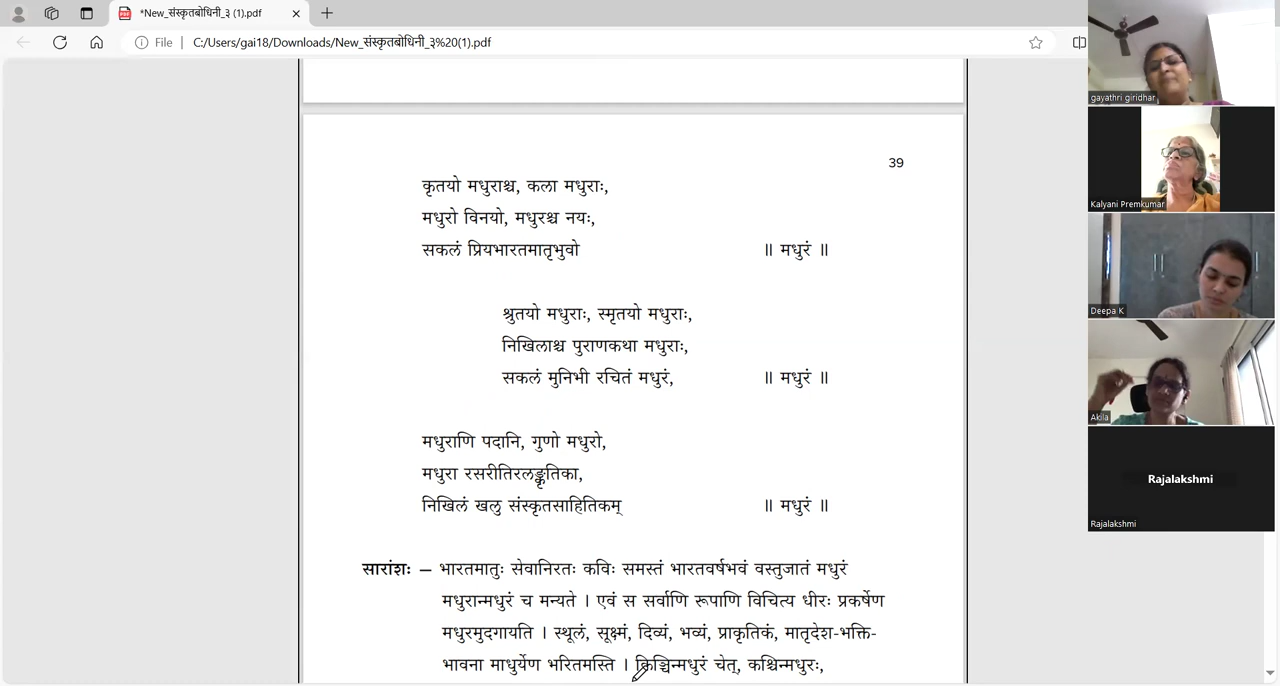 *New_संस्कृतबोधिनी_३ (1).pdf
File
C:/Users/gai18/Downloads/New_संस्कृतबोधिनी_३%20(1).pdf
39
कृतयो मधुराश्च, कला मधुराः,
मधुरो विनयो, मधुरश्च नयः,
सकलं प्रियभारतमातृभुवो ॥ मधुरं ॥
श्रुतयो मधुराः, स्मृतयो मधुराः,
निखिलाश्च पुराणकथा मधुराः,
सकलं मुनिभी रचितं मधुरं, ॥ मधुरं ॥
मधुराणि पदानि, गुणो मधुरो,
मधुरा रसरीतिरलङ्कृतिका,
निखिलं खलु संस्कृतसाहितिकम् ॥ मधुरं ॥
सारांशः – भारतमातुः सेवानिरतः कविः समस्तं भारतवर्षभवं वस्तुजातं मधुरं
मधुरान्मधुरं च मन्यते । एवं स सर्वाणि रूपाणि विचित्य धीरः प्रकर्षेण
मधुरमुदगायति । स्थूलं, सूक्ष्मं, दिव्यं, भव्यं, प्राकृतिकं, मातृदेश-भक्ति-
भावना माधुर्येण भरितमस्ति । किञ्चिन्मधुरं चेत्, कश्चिन्मधुरः,
gayathri giridhar
Kalyani Premkumar
Deepa K
Akila
Rajalakshmi
Rajalakshmi